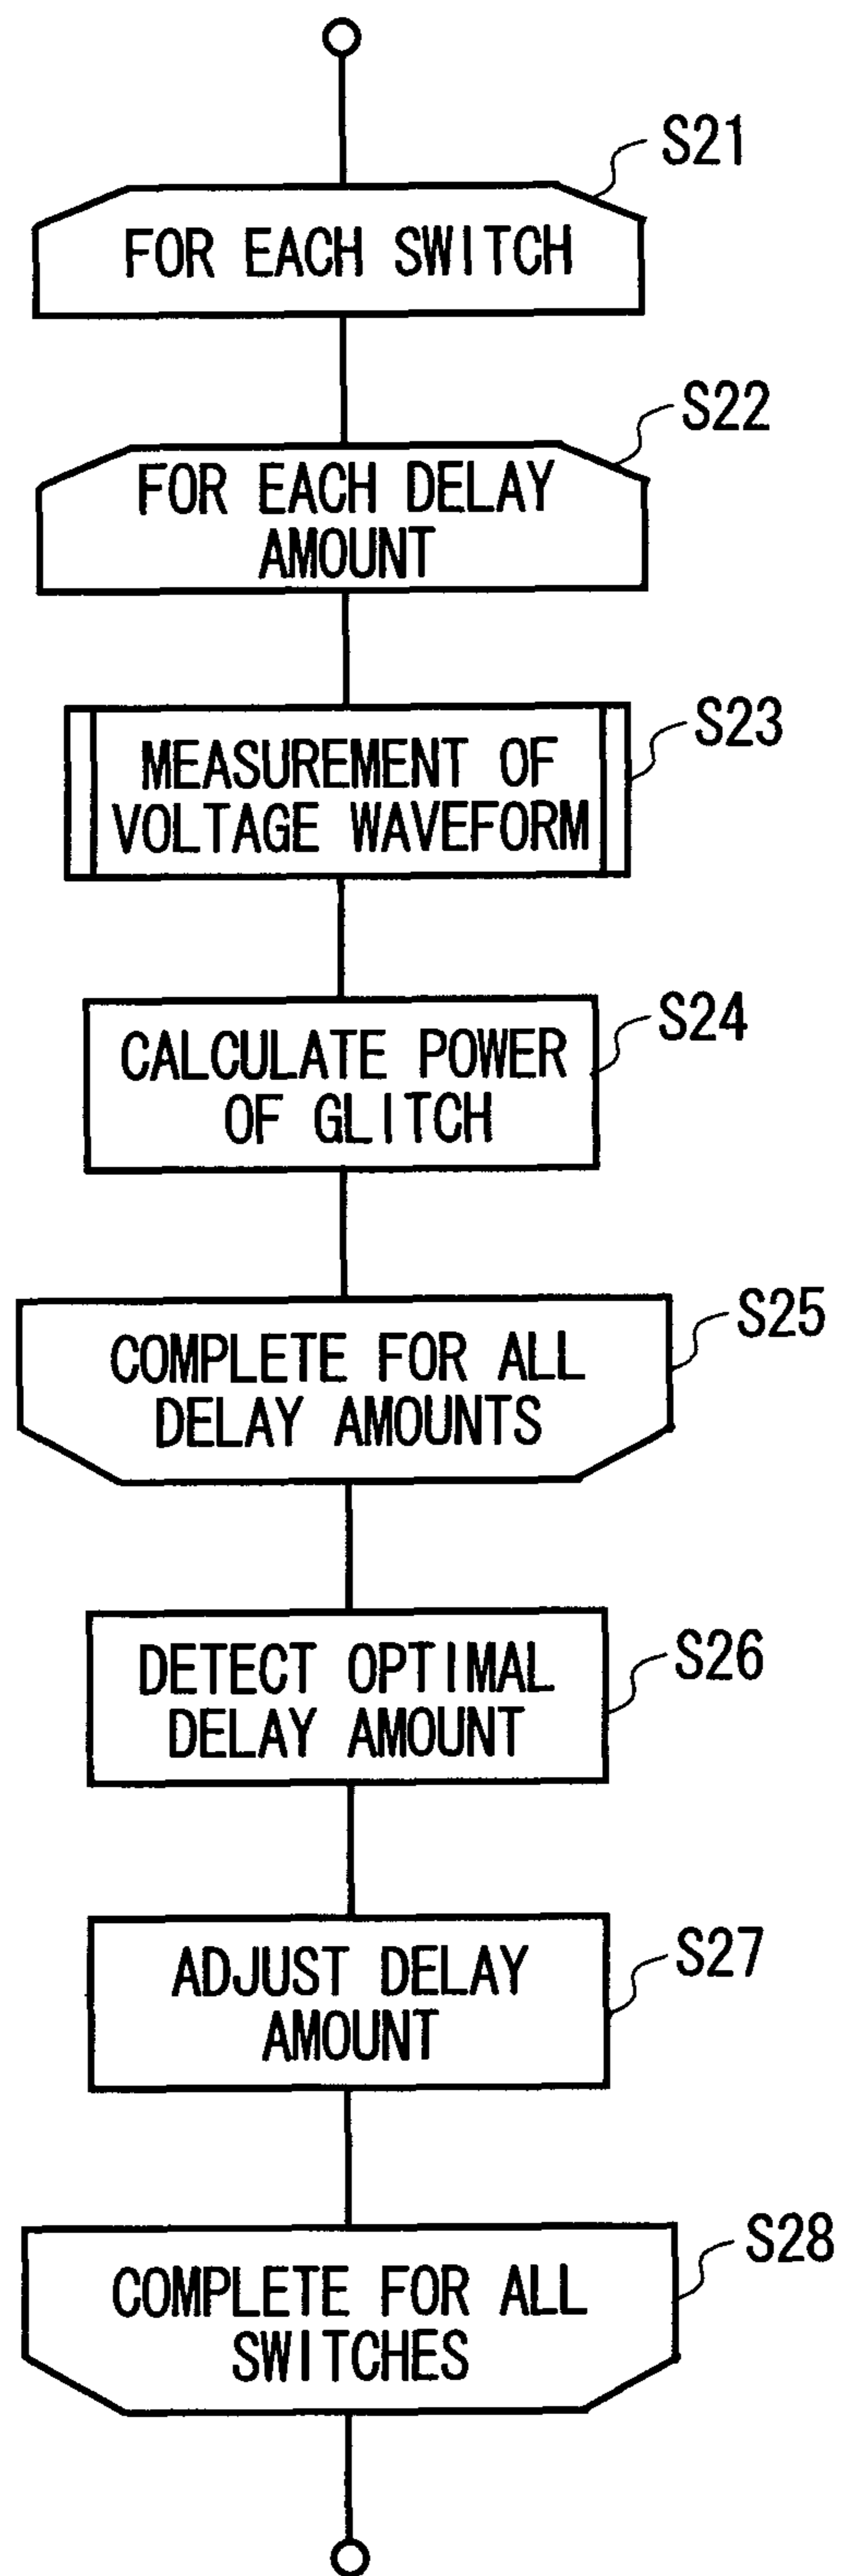 S21
FOR EACH SWITCH
S22
FOR EACH DELAY
AMOUNT
S23
MEASUREMENT OF
VOLTAGE WAVEFORM
S24
CALCULATE POWER
OF GLITCH
S25
COMPLETE FOR ALL
DELAY AMOUNTS
S26
DETECT OPTIMAL
DELAY AMOUNT
S27
ADJUST DELAY
AMOUNT
S28
COMPLETE FOR ALL
SWITCHES